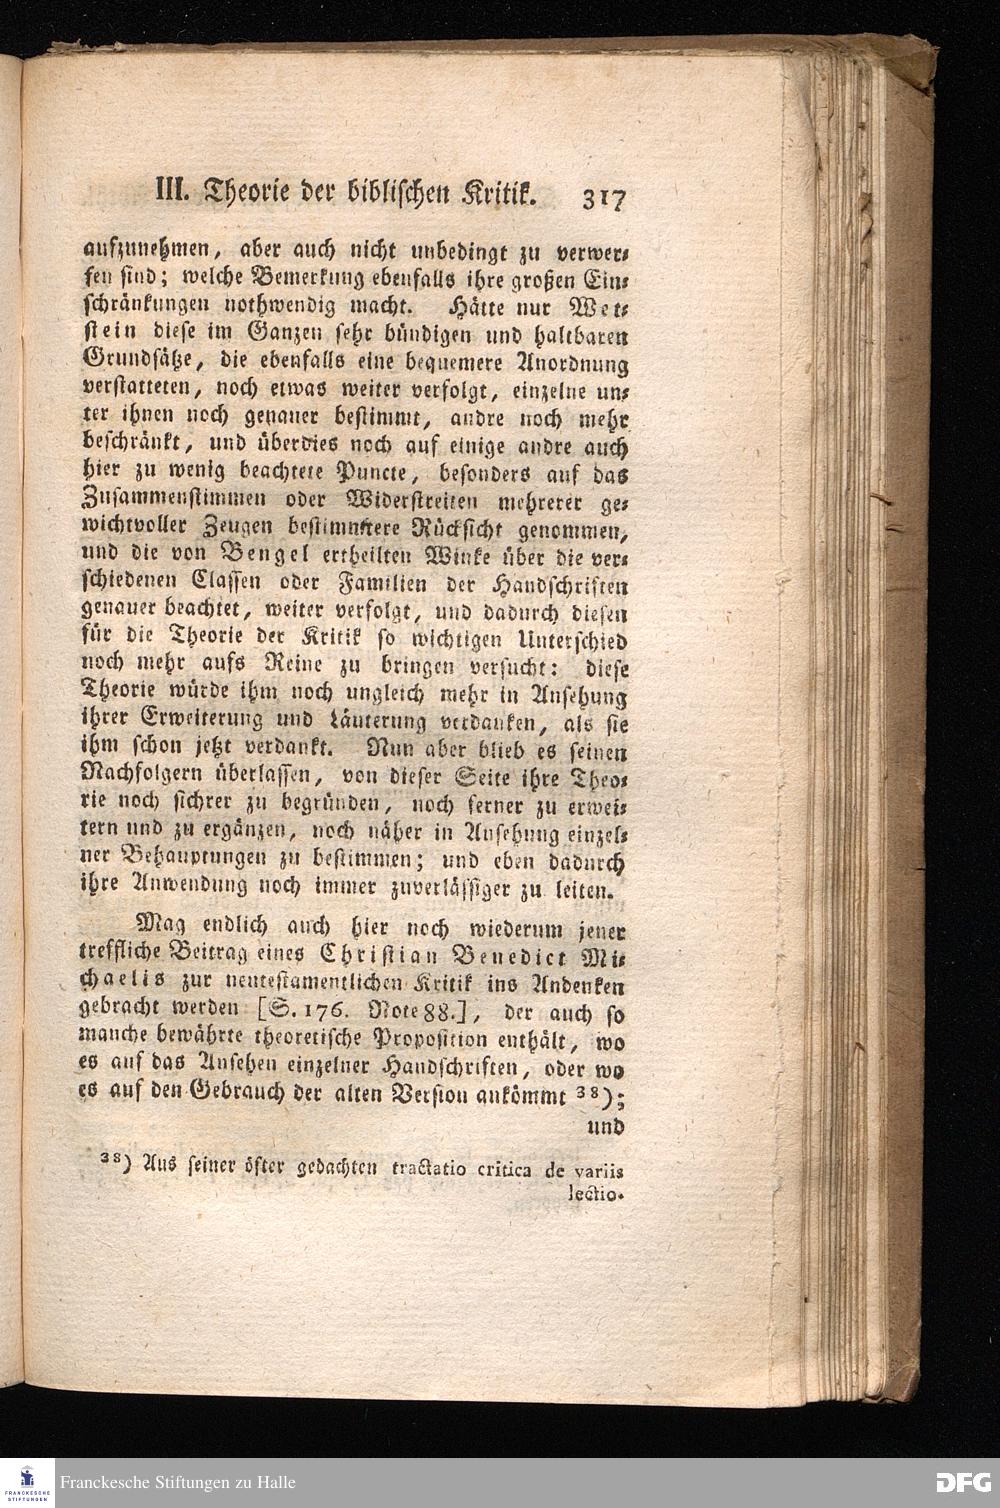 III. Theorie der biblischen Kritik. 317
aufzunehmen, aber auch nicht unbedingt zu verwer-
fen sind; welche Bemerkung ebenfalls ihre großen Ein-
schränkungen nothwendig macht. Hätte nur Wet-
stein diese im Ganzen sehr bündigen und haltbaren
Grundsätze, die ebenfalls eine bequemere Anordnung
verstatteten, noch etwas weiter verfolgt, einzelne un-
ter ihnen noch genauer bestimmt, andre noch mehr
beschränkt, und überdies noch auf einige andre auch
hier zu wenig beachtete Puncte, besonders auf das
Zusammenstimmen oder Widerstreiten mehrerer ge-
wichtvoller Zeugen bestimmtere Rücksicht genommen,
und die von Bengel ertheilten Winke über die ver-
schiedenen Classen oder Familien der Handschriften
genauer beachtet, weiter verfolgt, und dadurch diesen
für die Theorie der Kritik so wichtigen Unterschied
noch mehr aufs Reine zu bringen versucht: diese
Theorie würde ihm noch ungleich mehr in Ansehung
ihrer Erweiterung und Läuterung verdanken, als sie
ihm schon jetzt verdankt. Nun aber blieb es seinen
Nachfolgern überlassen, von dieser Seite ihre Theo-
rie noch sichrer zu begründen, noch ferner zu erwei-
tern und zu ergänzen, noch näher in Ansehung einzel-
ner Behauptungen zu bestimmen; und eben dadurch
ihre Anwendung noch immer zuverlässiger zu leiten.
Mag endlich auch hier noch wiederum jener
treffliche Beitrag eines Christian Benedict Mi-
chaelis zur neutestamentlichen Kritik ins Andenken
gebracht werden [S. 176. Note 88.], der auch so
manche bewährte theoretische Proposition enthält, wo
es auf das Ansehen einzelner Handschriften, oder wo
es auf den Gebrauch der alten Version ankömmt ³⁸);
und
³⁸) Aus seiner öfter gedachten tractatio critica de variis
lectio-
FRANCKESCHE
STIFTUNGEN
Franckesche Stiftungen zu Halle
DFG